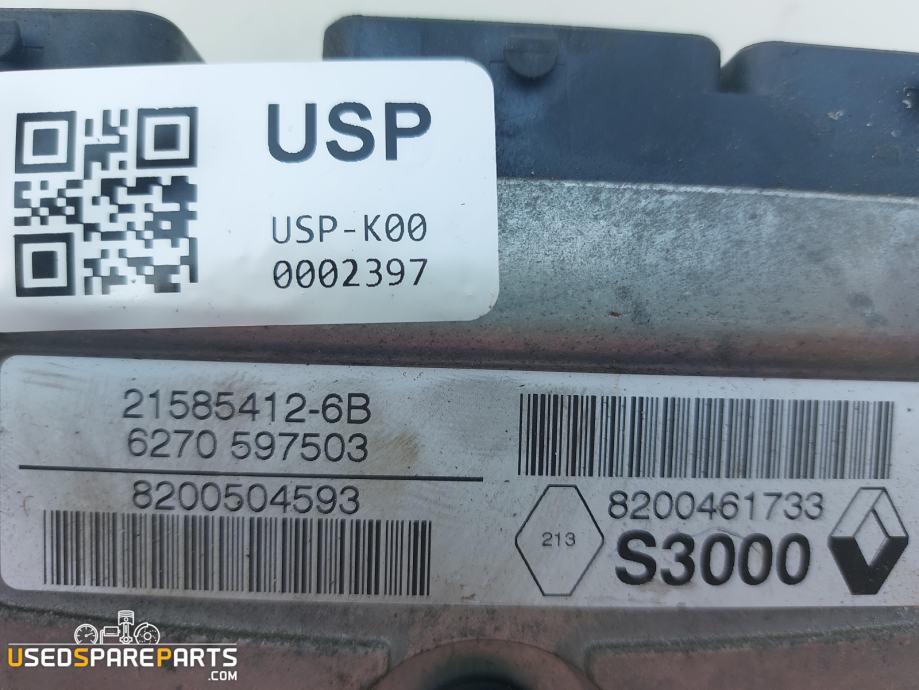 USP
USP-K00
0002397
21585412-6B
6270 597503
8200504593
8200461733
213
S3000
USEDSPAREPARTS
.COM